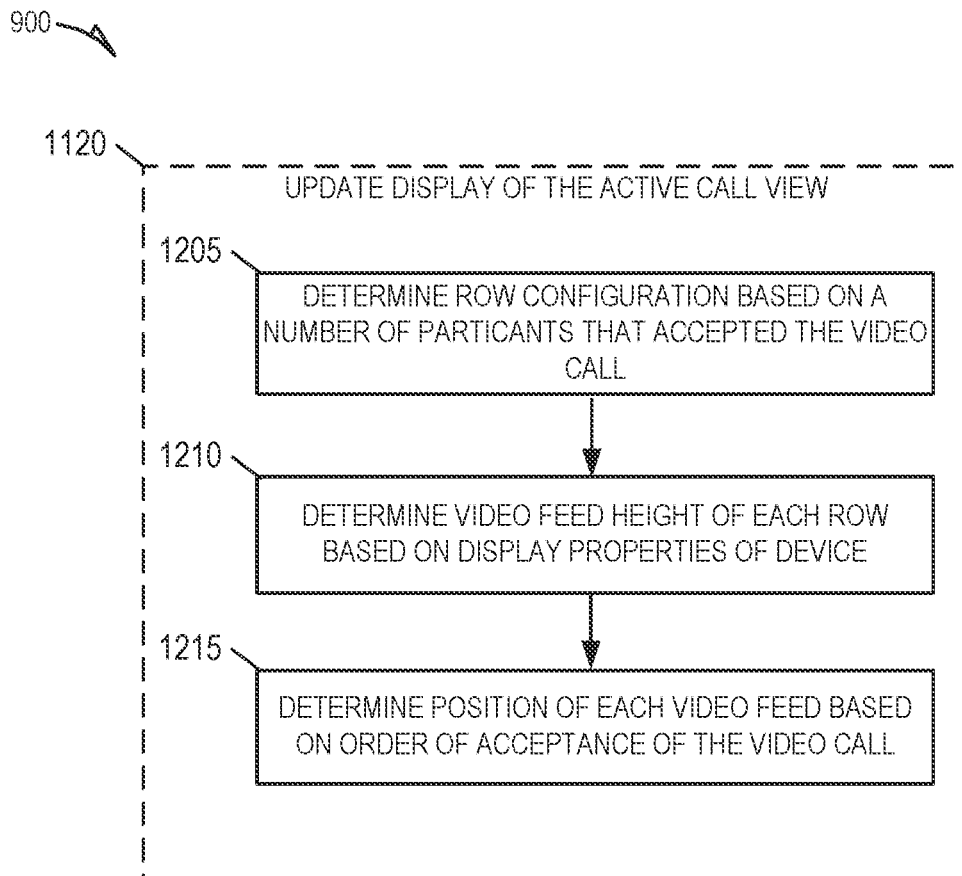 900
1120
UPDATE DISPLAY OF THE ACTIVE CALL VIEW
1205
DETERMINE ROW CONFIGURATION BASED ON A
NUMBER OF PARTICANTS THAT ACCEPTED THE VIDEO
CALL
1210
DETERMINE VIDEO FEED HEIGHT OF EACH ROW
BASED ON DISPLAY PROPERTIES OF DEVICE
1215
DETERMINE POSITION OF EACH VIDEO FEED BASED
ON ORDER OF ACCEPTANCE OF THE VIDEO CALL